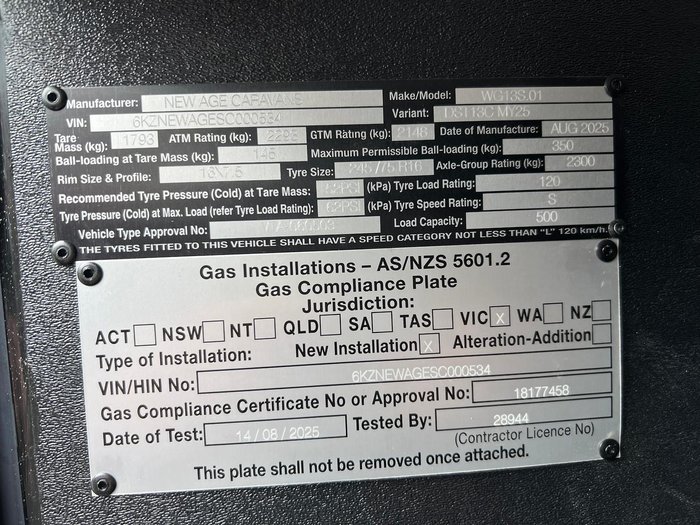 Manufacturer: NEW AGE CARAVANS Make/Model: WG13S.01
VIN: 6KZNEWAGESC000534 Variant: DST13C MY25
Tare Mass (kg): 1793 ATM Rating (kg): 2293 GTM Rating (kg): 2148 Date of Manufacture: AUG 2025
Ball-loading at Tare Mass (kg): 145 Maximum Permissible Ball-loading (kg): 350
Rim Size & Profile: Tyre Size: 245/75 R16 Axle-Group Rating (kg): 2300
Recommended Tyre Pressure (Cold) at Tare Mass: (kPa) Tyre Load Rating: 120
Tyre Pressure (Cold) at Max. Load (refer Tyre Load Rating): (kPa) Tyre Speed Rating: S
Vehicle Type Approval No: Load Capacity: 500
THE TYRES FITTED TO THIS VEHICLE SHALL HAVE A SPEED CATEGORY NOT LESS THAN "L" 120 km/h.
Gas Installations – AS/NZS 5601.2
Gas Compliance Plate
Jurisdiction:
ACT NSW NT QLD SA TAS VIC X WA NZ
Type of Installation: New Installation X Alteration-Addition
VIN/HIN No: 6KZNEWAGESC000534
Gas Compliance Certificate No or Approval No: 18177458
Date of Test: 14/08/2025 Tested By: 28944
(Contractor Licence No)
This plate shall not be removed once attached.